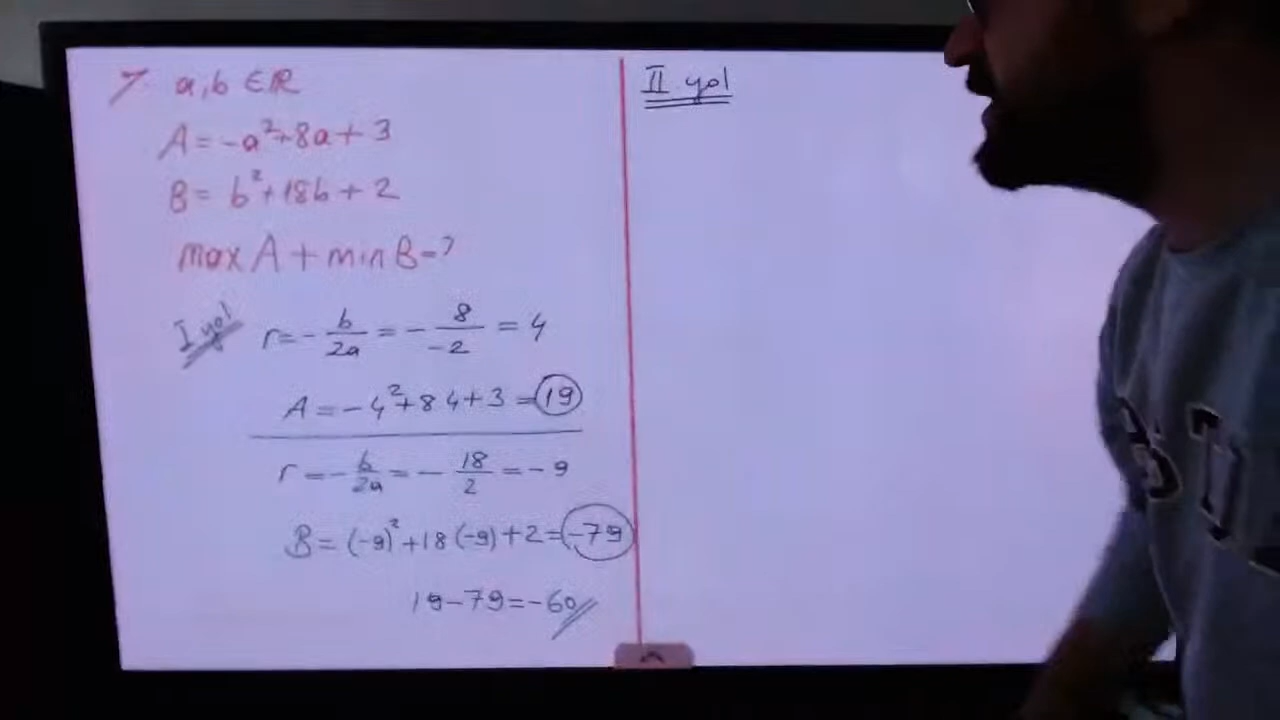 7. a,b ∈ ℝ
A = -a²+8a+3
B = b²+18b+2
max A + min B = ?
I yol r = -b/2a = -8/-2 = 4
A = -4²+8 4+3 = 19
r = -b/2a = -18/2 = -9
B = (-9)²+18(-9)+2 = -79
19-79 = -60
II yol